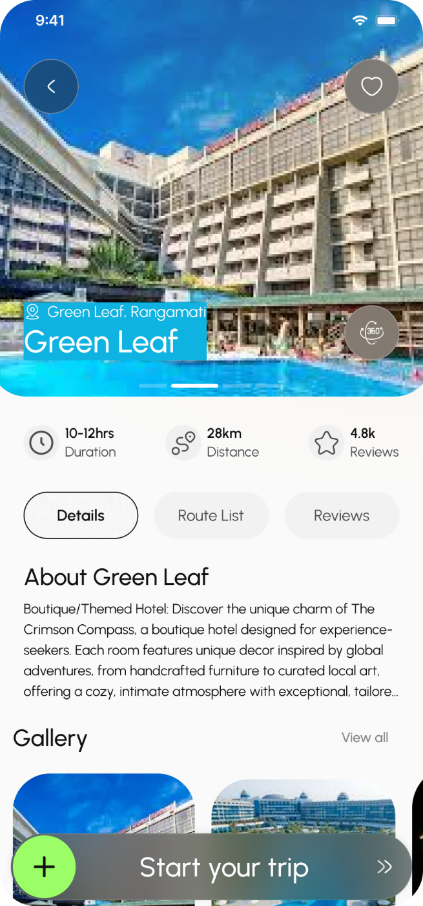 9:41
Green Leaf, Rangamati
Green Leaf
360°
10-12hrs
Duration
28km
Distance
4.8k
Reviews
Details
Route List
Reviews
About Green Leaf
Boutique/Themed Hotel: Discover the unique charm of The
Crimson Compass, a boutique hotel designed for experience-
seekers. Each room features unique decor inspired by global
adventures, from handcrafted furniture to curated local art,
offering a cozy, intimate atmosphere with exceptional, tailore...
Gallery
View all
Start your trip